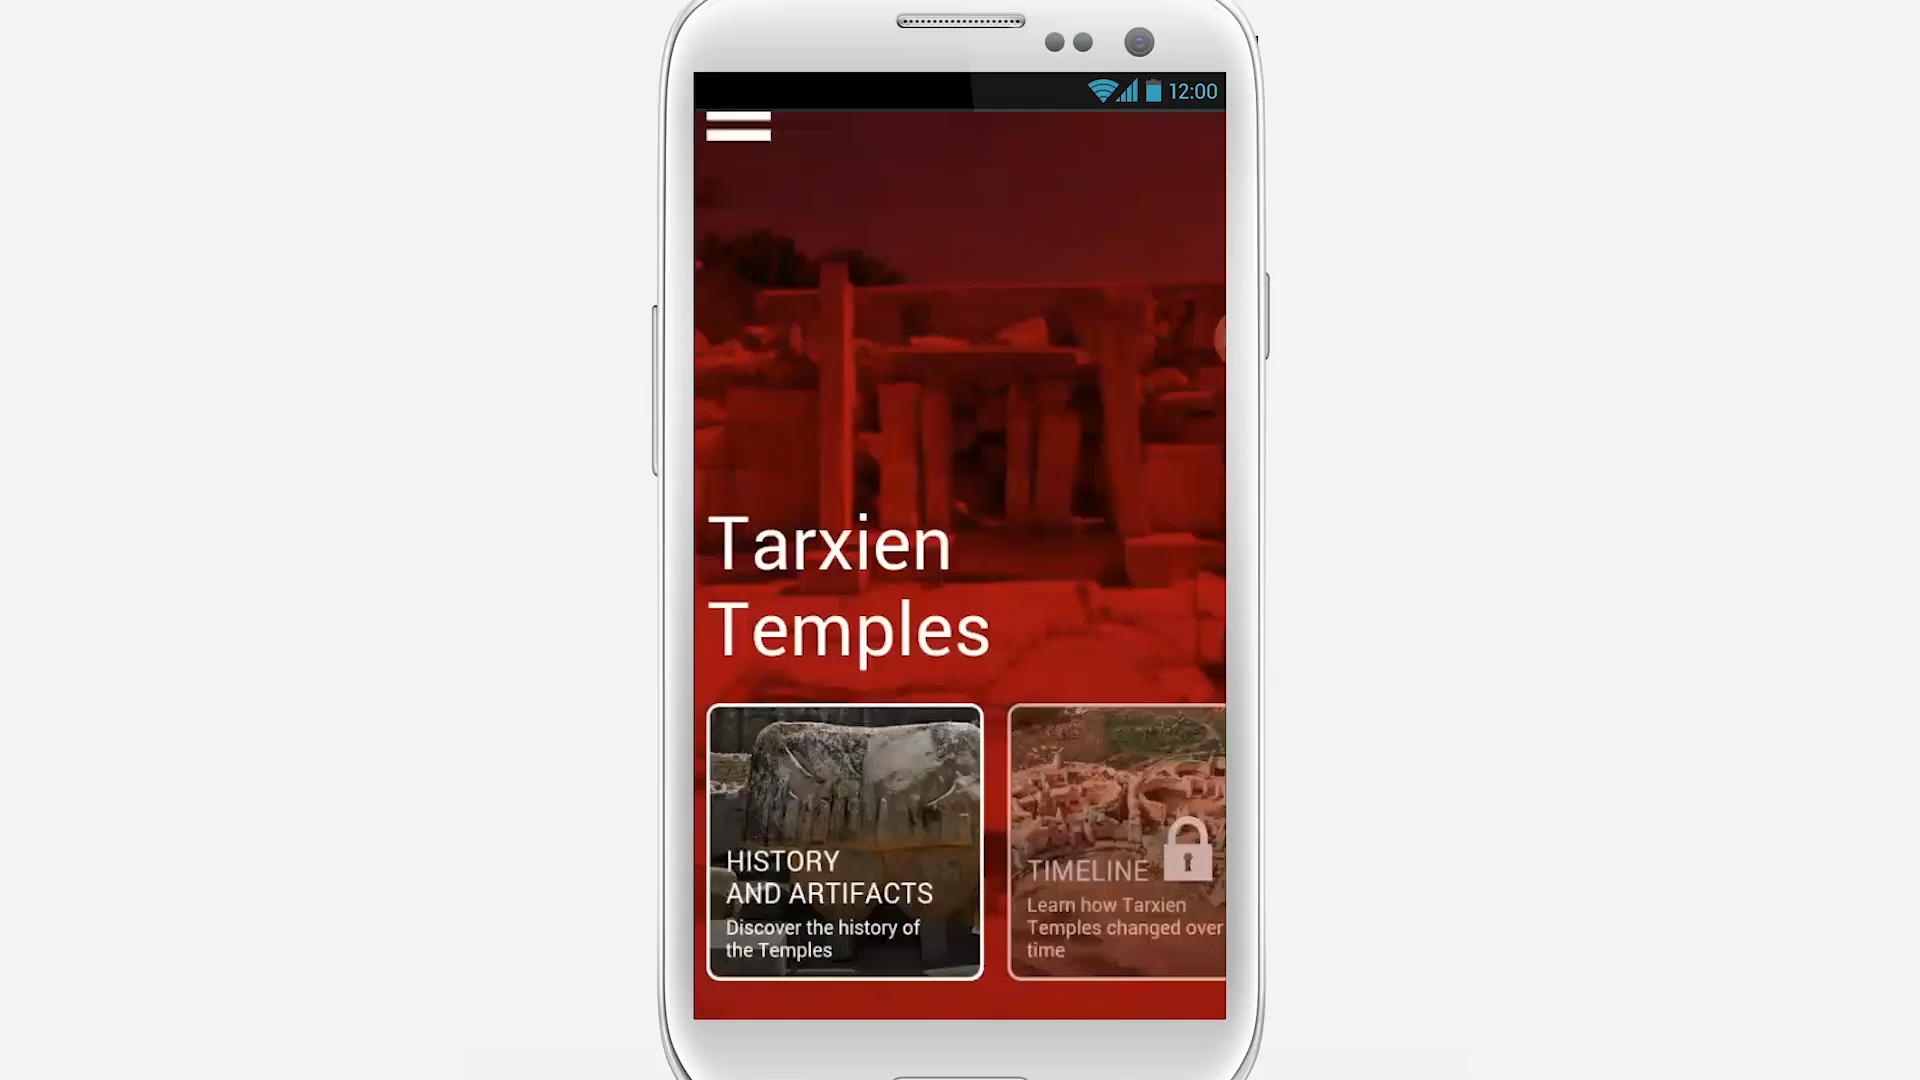 12:00
Tarxien
Temples
HISTORY
AND ARTIFACTS
Discover the history of
the Temples
TIMELINE
Learn how Tarxien
Temples changed over
time